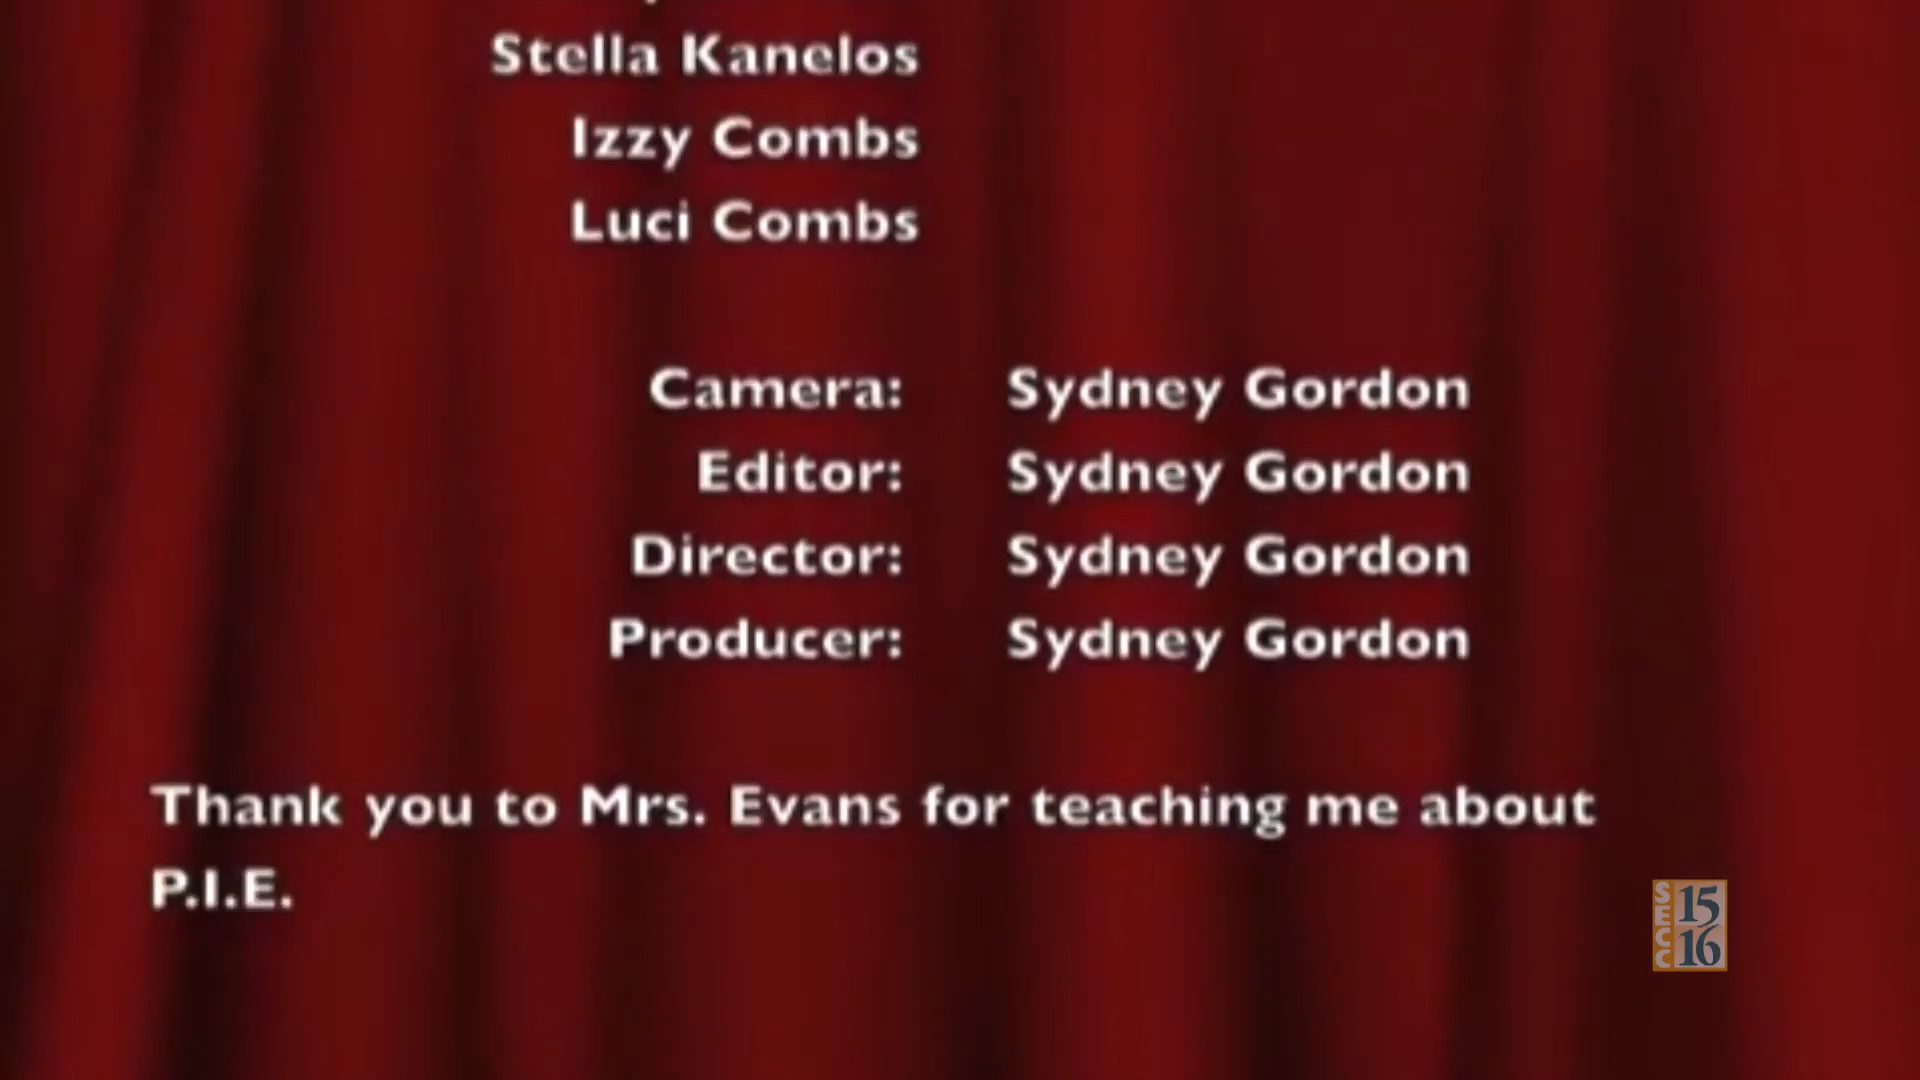 Stella Kanelos
Izzy Combs
Luci Combs
Camera: Sydney Gordon
Editor: Sydney Gordon
Director: Sydney Gordon
Producer: Sydney Gordon
Thank you to Mrs. Evans for teaching me about
P.I.E.
SECC
15
16